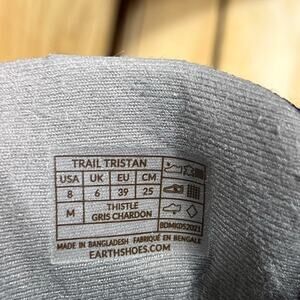 TRAIL TRISTAN
USA UK EU CM
8 6 39 25
M THISTLE
GRIS CHARDON
BDMKDS2021
MADE IN BANGLADESH FABRIQUÉ EN BENGALE
EARTHSHOES.COM